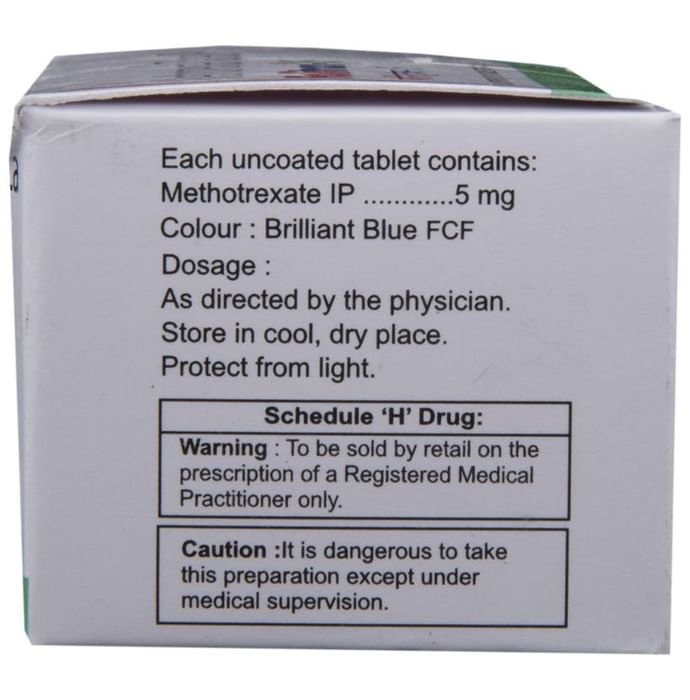 Each uncoated tablet contains:
Methotrexate IP ............5 mg
Colour : Brilliant Blue FCF
Dosage :
As directed by the physician.
Store in cool, dry place.
Protect from light.
Schedule ‘H’ Drug:
Warning : To be sold by retail on the
prescription of a Registered Medical
Practitioner only.
Caution :It is dangerous to take
this preparation except under
medical supervision.